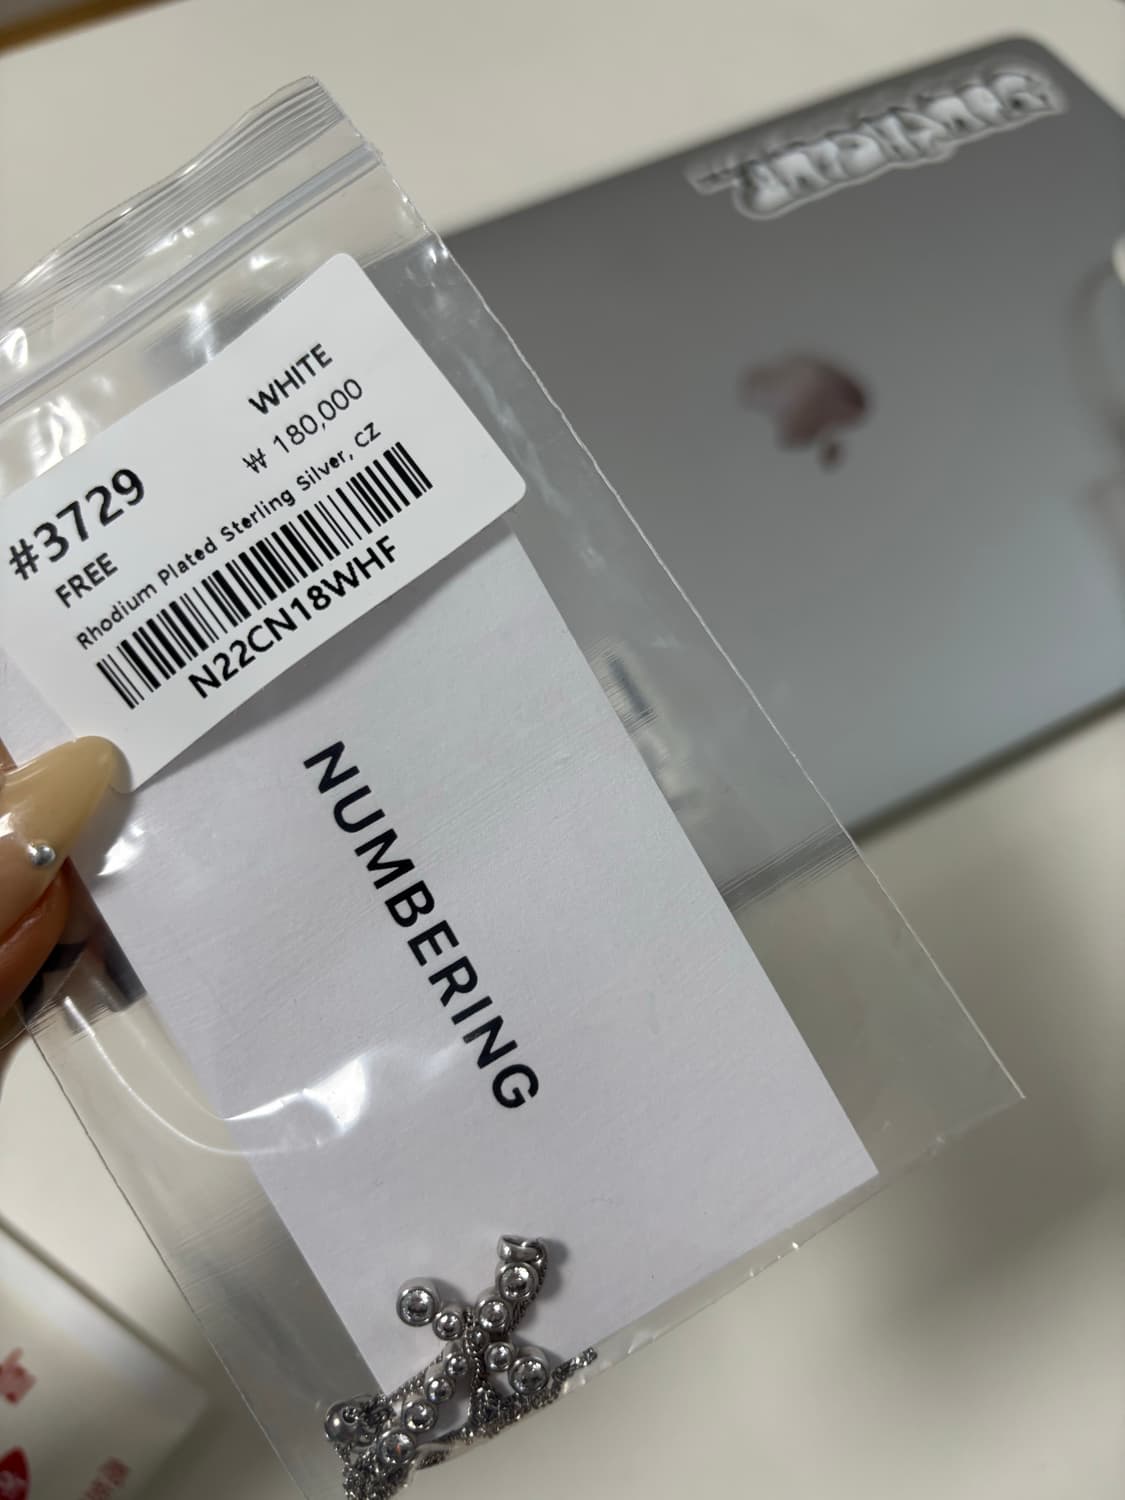 WHITE
₩ 180,000
#3729
FREE
Rhodium Plated Sterling Silver, CZ
N22CN18WHF
NUMBERING